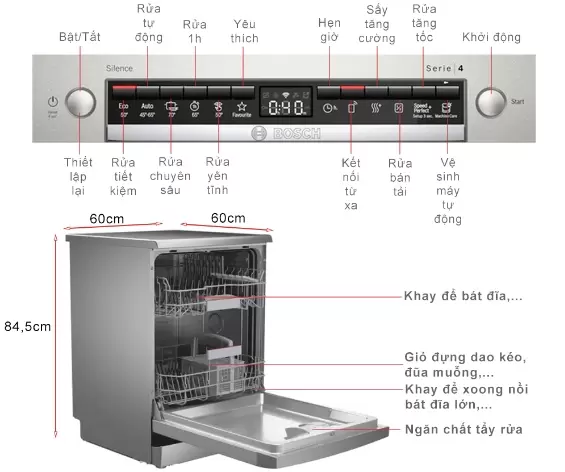 Bật/Tắt
Rửa
tự
động
Rửa
1h
Yêu
thích
Hẹn
giờ
Sấy
tăng
cường
Rửa
tăng
tốc
Khởi động
Silence
Serie 4
Eco
50°
Auto
45°-65°
70°
65°
50°
Favourite
0:40
h
Speed
Perfect
Setup 3 sec.
Machine Care
Start
BOSCH
Thiết
lập
lại
Rửa
tiết
kiệm
Rửa
chuyên
sâu
Rửa
yên
tĩnh
Kết
nối
từ
xa
Rửa
bán
tải
Vệ
sinh
máy
tự
động
60cm
60cm
84,5cm
Khay để bát đĩa,...
Giỏ đựng dao kéo,
đũa muỗng,...
Khay để xoong nồi
bát đĩa lớn,...
Ngăn chất tẩy rửa